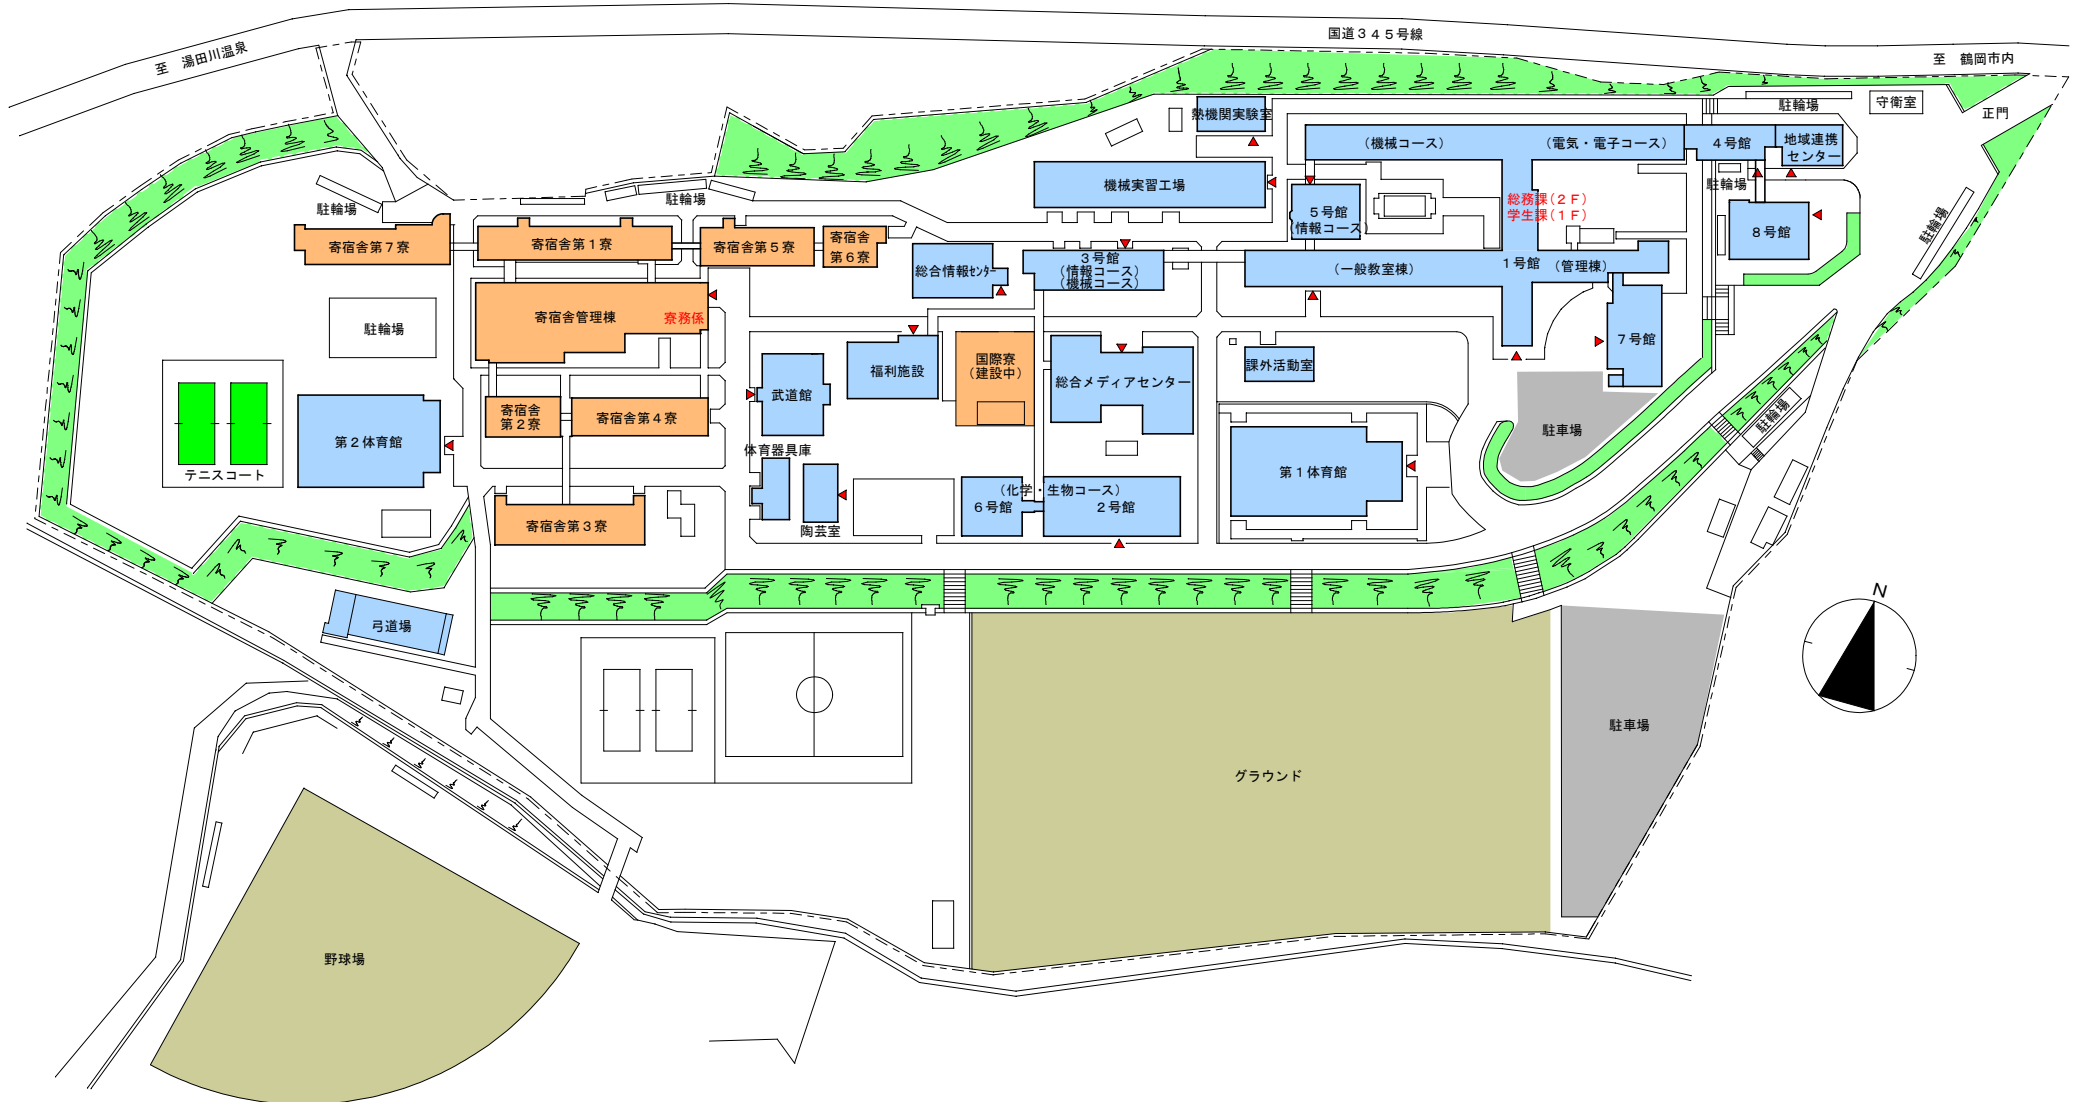 国道３４５号線
至　湯田川温泉
至　鶴岡市内
駐輪場
守衛室
正門
熱機関実験室
（機械コース）
（電気・電子コース）
４号館
地域連携
センター
機械実習工場
駐輪場
駐輪場
駐輪場
総務課(２Ｆ)
学生課(１Ｆ)
５号館
(情報コース)
８号館
駐輪場
寄宿舎第７寮
寄宿舎第１寮
寄宿舎第５寮
寄宿舎
第６寮
総合情報ｾﾝﾀｰ
３号館
(情報コース)
(機械コース)
（一般教室棟）
１号館
（管理棟）
駐輪場
寄宿舎管理棟
寮務係
７号館
国際寮
（建設中）
福利施設
課外活動室
総合メディアセンター
武道館
寄宿舎
第２寮
寄宿舎第４寮
駐輪場
駐車場
第２体育館
体育器具庫
テニスコート
第１体育館
（化学・生物コース）
６号館
２号館
寄宿舎第３寮
陶芸室
弓道場
N
駐車場
グラウンド
野球場